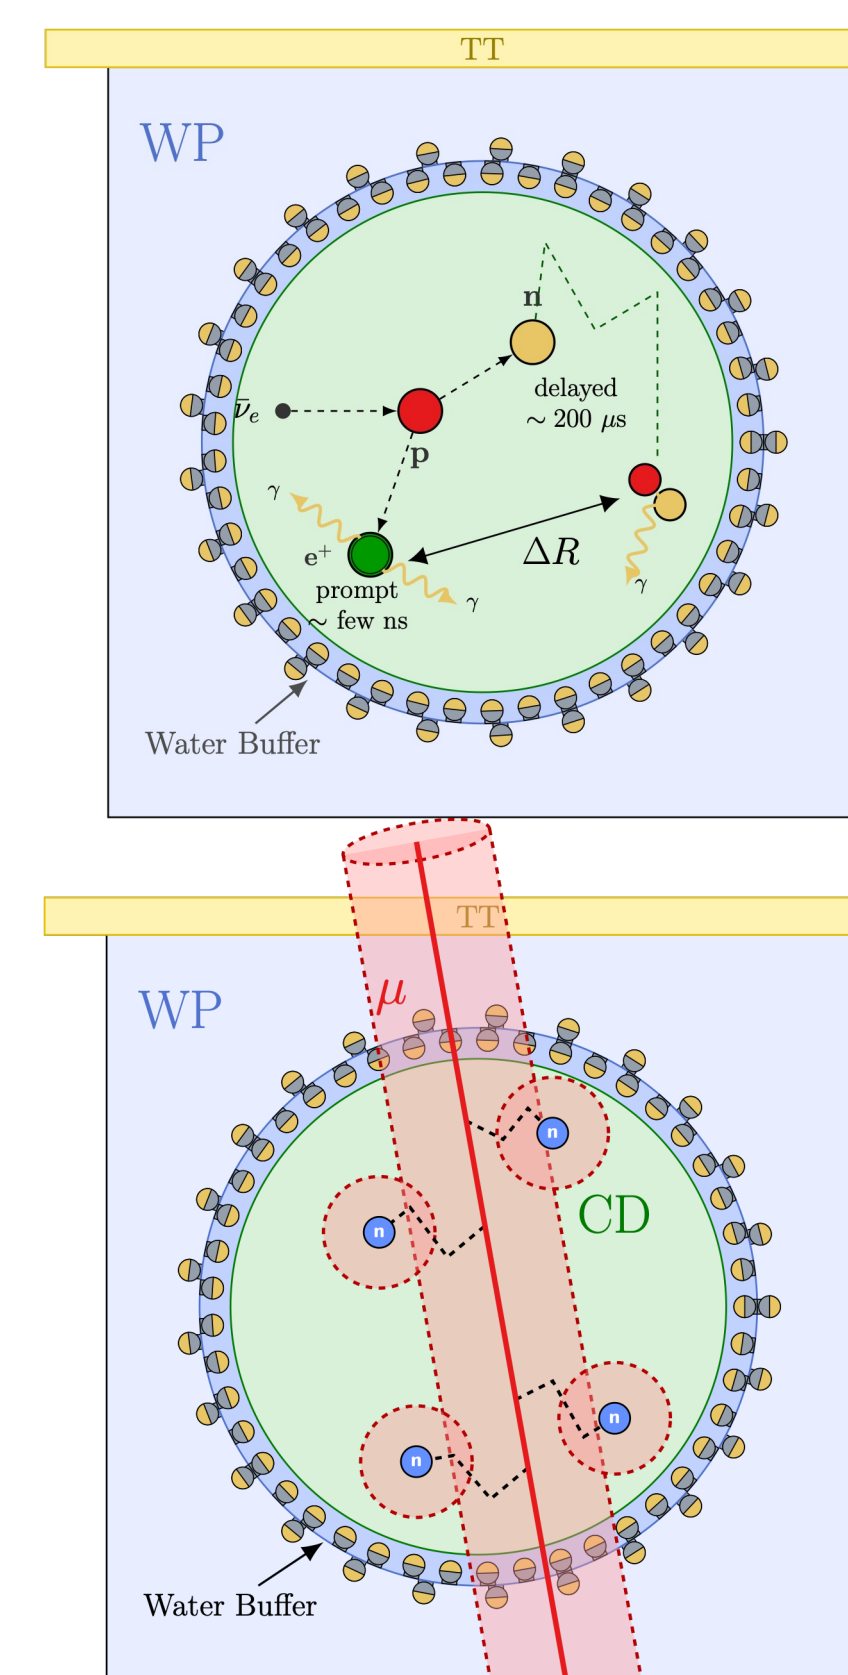 TT
WP
n
delayed
∼ 200 μs
ν̄ₑ
p
γ
e⁺
ΔR
prompt
∼ few ns
γ
γ
Water Buffer
TT
μ
WP
n
CD
n
n
n
Water Buffer